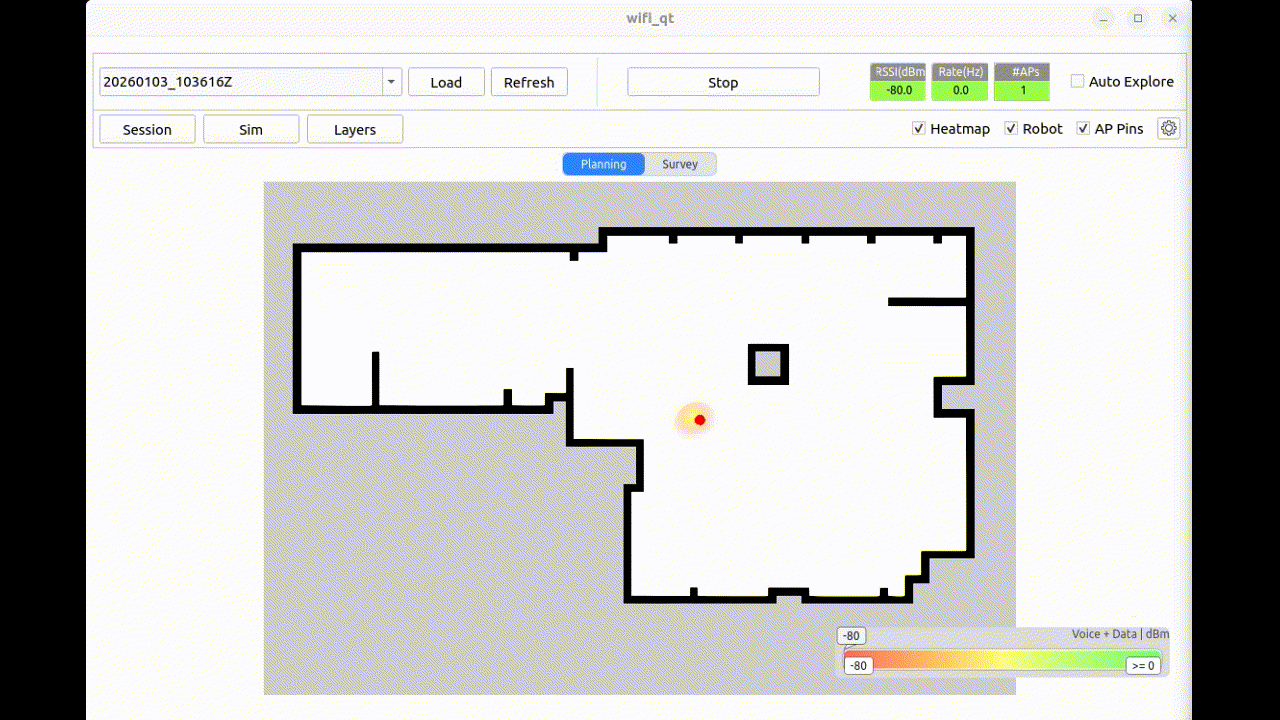 wifi_qt
20260103_103616Z
Load
Refresh
Stop
RSSI(dBm
Rate(Hz)
#APs
-80.0
0.0
1
Auto Explore
Session
Sim
Layers
Heatmap
Robot
AP Pins
Planning
Survey
-80
Voice + Data | dBm
-80
>= 0